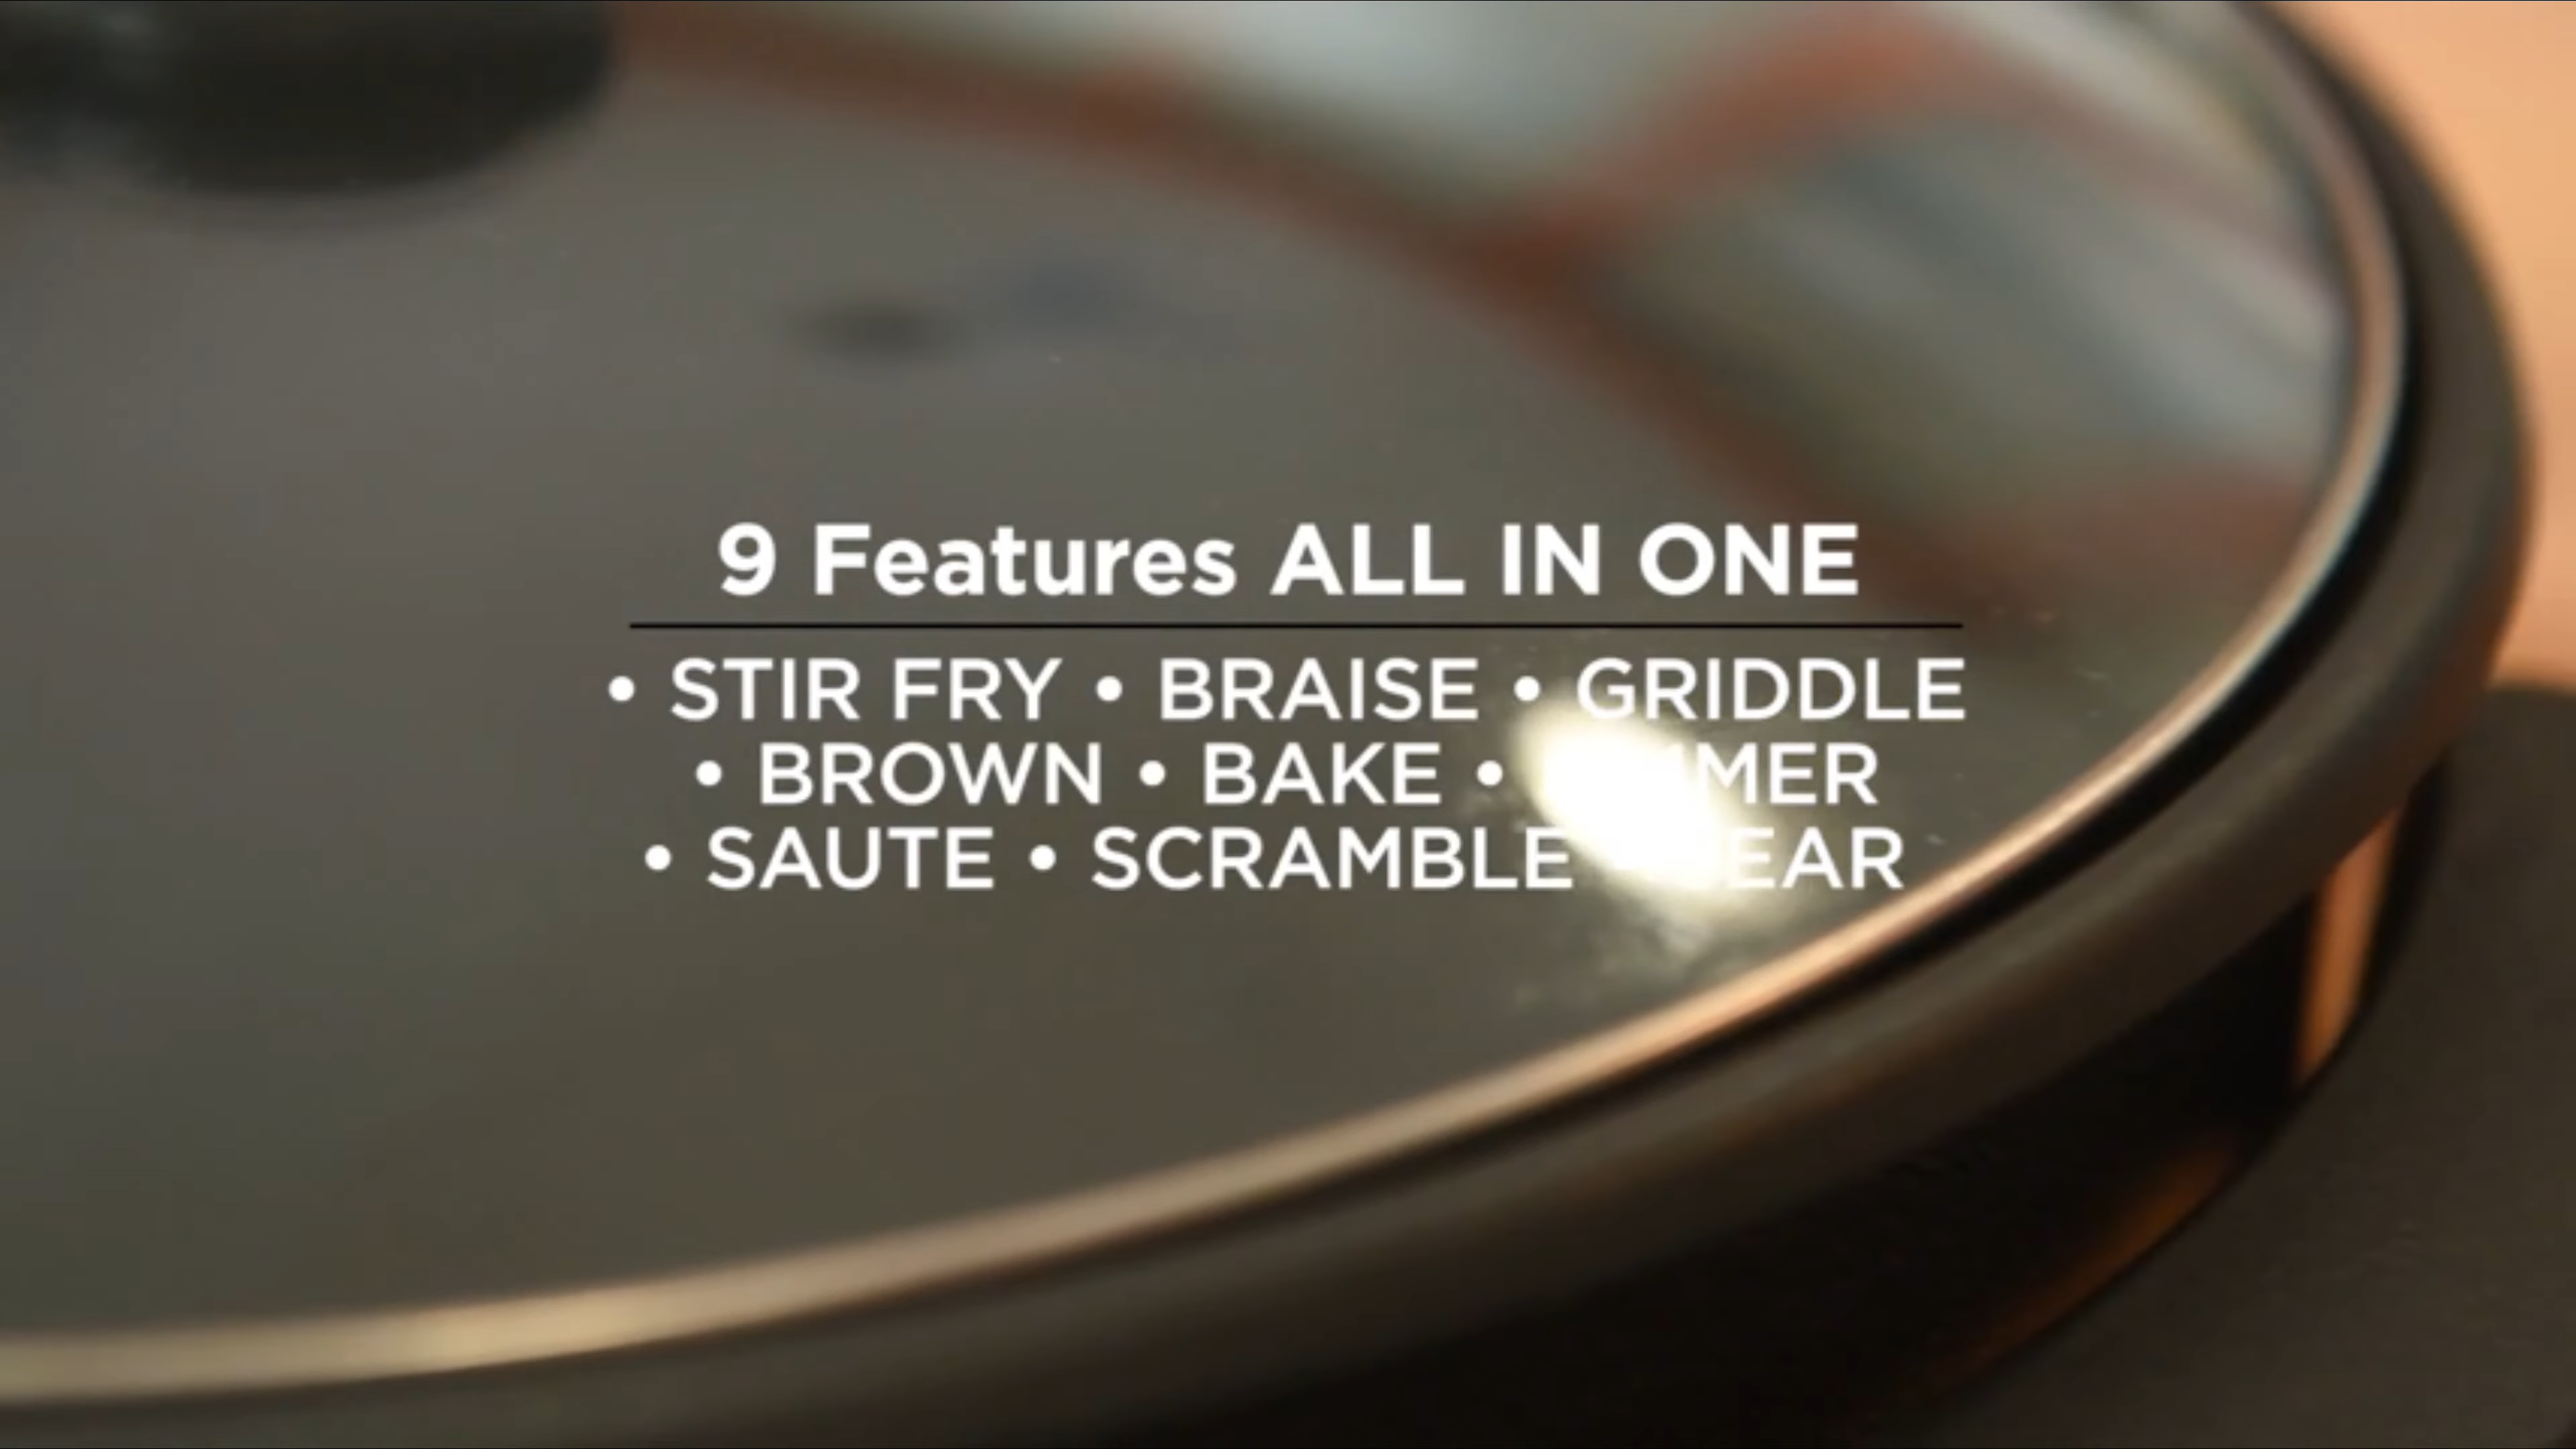 9 Features ALL IN ONE
• STIR FRY • BRAISE • GRIDDLE
• BROWN • BAKE •
• SAUTE • SCRAMBLE